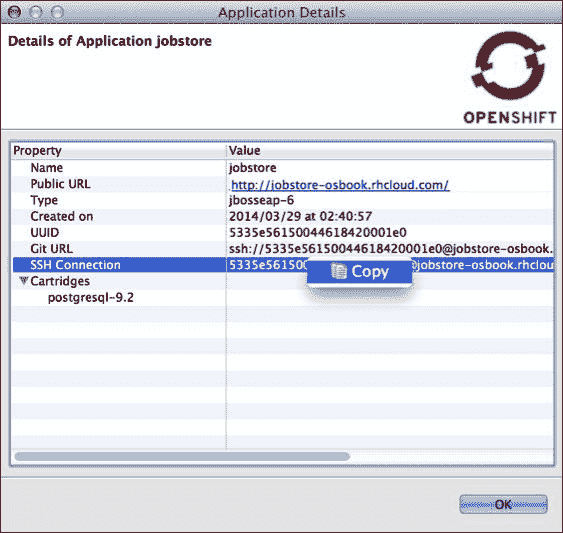 Application Details
Details of Application jobstore
OPENSHIFT
Property Value
Name jobstore
Public URL http://jobstore-osbook.rhcloud.com/
Type jbosseap-6
Created on 2014/03/29 at 02:40:57
UUID 5335e56150044618420001e0
Git URL ssh://5335e56150044618420001e0@jobstore-osbook.
SSH Connection 5335e561500 @jobstore-osbook.rhclou
Copy
Cartridges
postgresql-9.2
OK